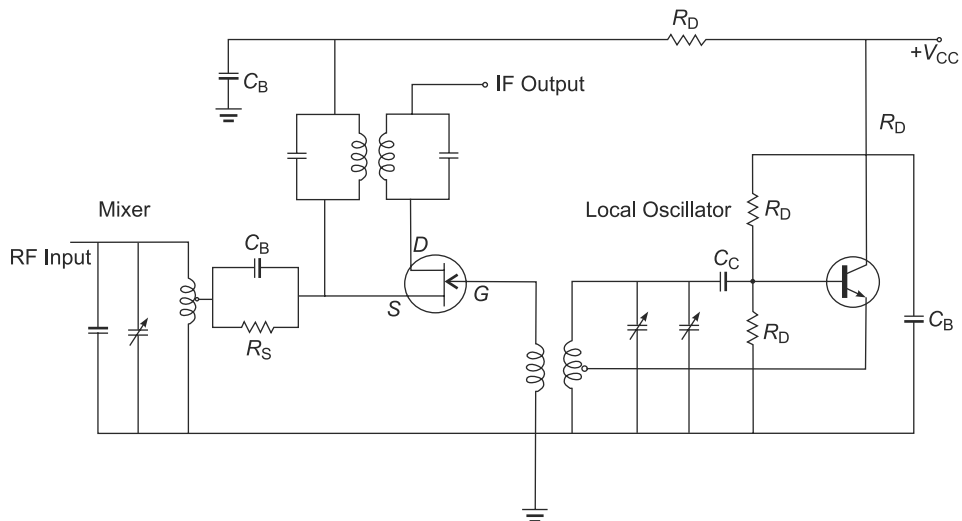 R_D
+V_CC
C_B
IF Output
R_D
Mixer
Local Oscillator
R_D
RF Input
C_B
D
C_C
S
G
R_S
R_D
C_B